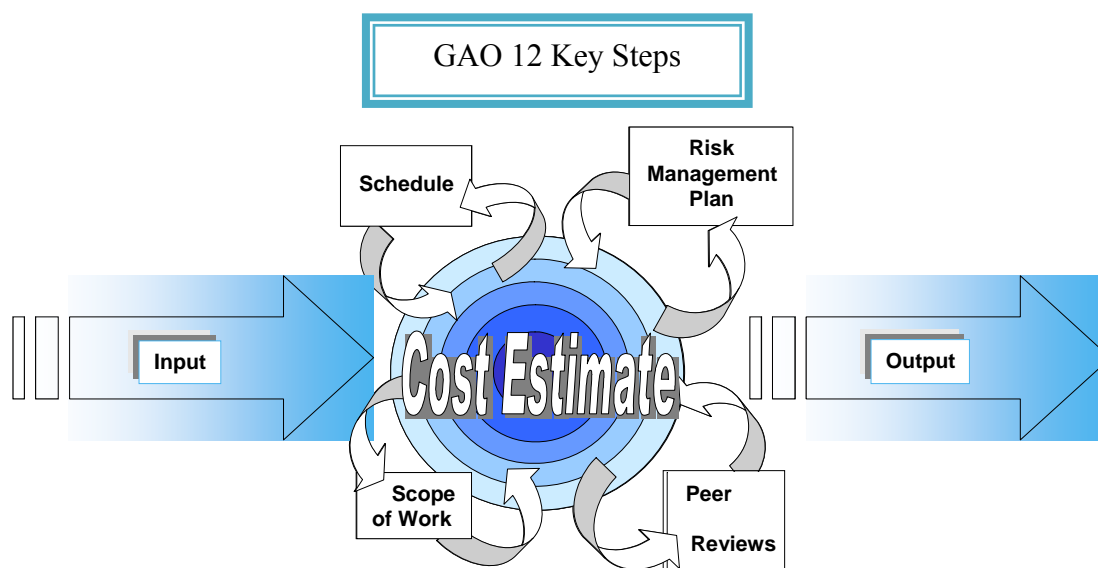 GAO 12 Key Steps
Schedule
Risk
Management
Plan
Input
Cost Estimate
Output
Scope
of Work
Peer
Reviews